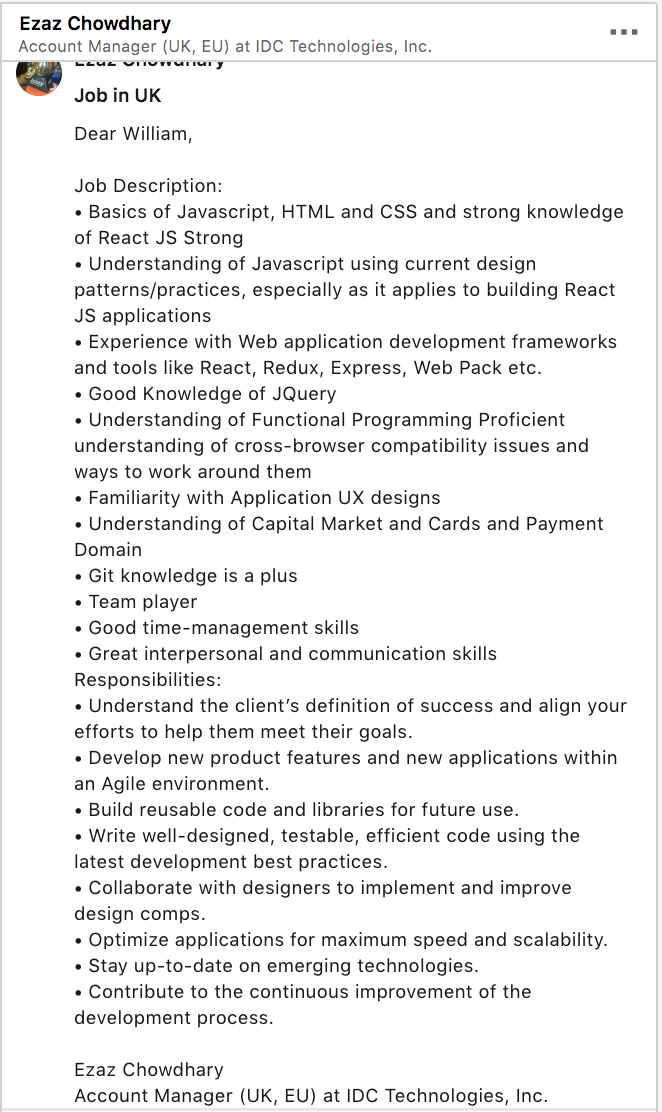 Ezaz Chowdhary
Account Manager (UK, EU) at IDC Technologies, Inc.
Ezaz Chowdhary
Job in UK
Dear William,
Job Description:
• Basics of Javascript, HTML and CSS and strong knowledge
of React JS Strong
• Understanding of Javascript using current design
patterns/practices, especially as it applies to building React
JS applications
• Experience with Web application development frameworks
and tools like React, Redux, Express, Web Pack etc.
• Good Knowledge of JQuery
• Understanding of Functional Programming Proficient
understanding of cross-browser compatibility issues and
ways to work around them
• Familiarity with Application UX designs
• Understanding of Capital Market and Cards and Payment
Domain
• Git knowledge is a plus
• Team player
• Good time-management skills
• Great interpersonal and communication skills
Responsibilities:
• Understand the client’s definition of success and align your
efforts to help them meet their goals.
• Develop new product features and new applications within
an Agile environment.
• Build reusable code and libraries for future use.
• Write well-designed, testable, efficient code using the
latest development best practices.
• Collaborate with designers to implement and improve
design comps.
• Optimize applications for maximum speed and scalability.
• Stay up-to-date on emerging technologies.
• Contribute to the continuous improvement of the
development process.
Ezaz Chowdhary
Account Manager (UK, EU) at IDC Technologies, Inc.